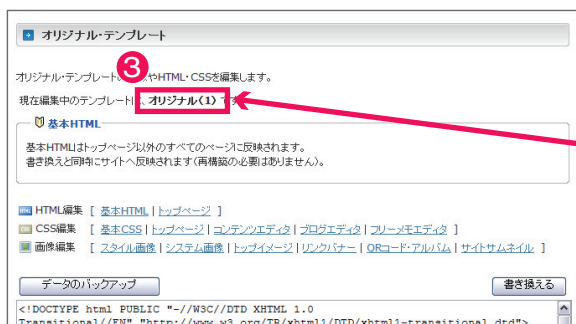 オリジナル・テンプレート
3
オリジナル・テンプレート やHTML・CSSを編集します。
現在編集中のテンプレート 、オリジナル(1) で
基本HTML
基本HTMLはトップページ以外のすべてのページに反映されます。
書き換えと同時にサイトへ反映されます(再構築の必要はありません)。
HTML編集 [ 基本HTML | トップページ ]
CSS編集 [ 基本CSS | トップページ | コンテンツエディタ | ブログエディタ | フリーメモエディタ ]
画像編集 [ スタイル画像 | システム画像 | トップイメージ | リンクバナー | QRコード・アルバム | サイトサムネイル ]
データのバックアップ 書き換える
<!DOCTYPE html PUBLIC "-//W3C//DTD XHTML 1.0
Transitional//EN" "http://www.w3.org/TR/xhtml1/DTD/xhtml1-transitional.dtd">